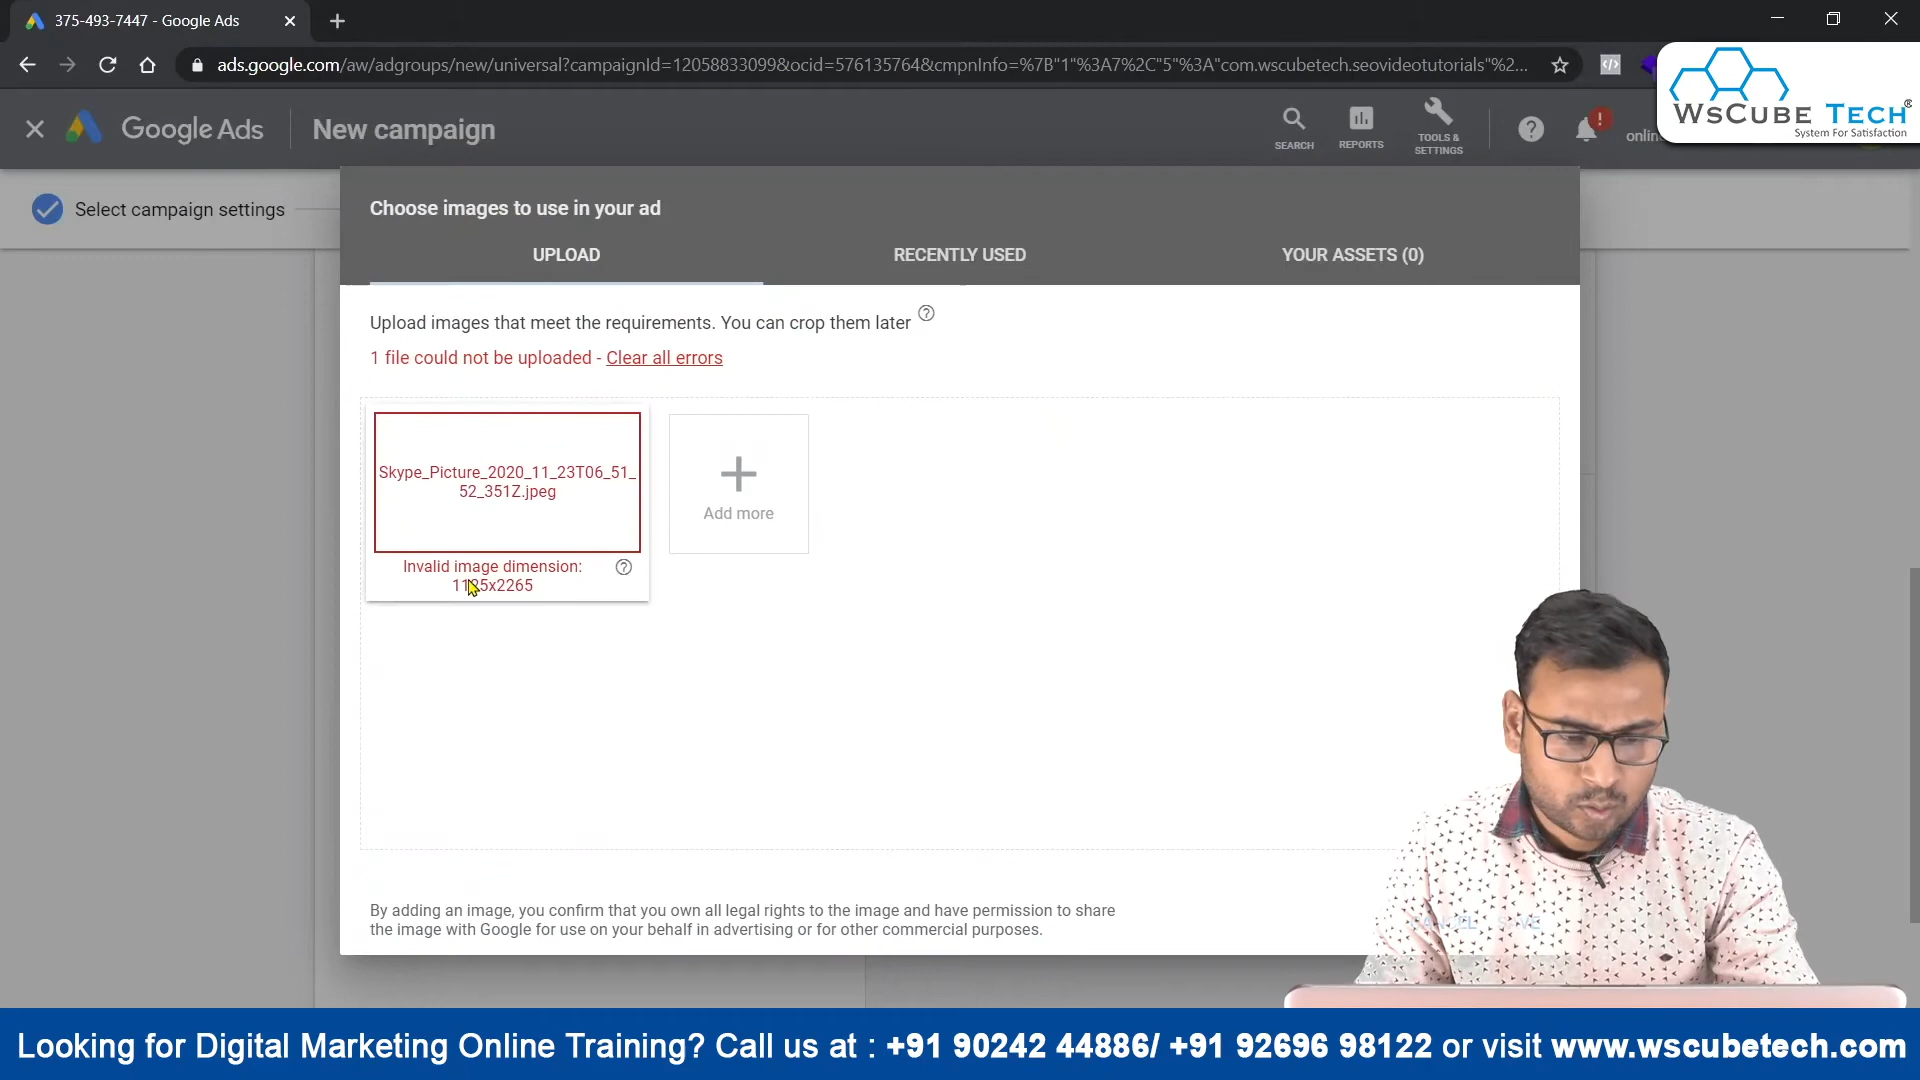 375-493-7447 - Google Ads
ads.google.com/aw/adgroups/new/universal?campaignId=12058833099&ocid=576135764&cmpnInfo=%7B"1"%3A7%2C"5"%3A"com.wscubetech.seovideotutorials"%2...
WsCube Tech®
System For Satisfaction
Google Ads
New campaign
SEARCH
REPORTS
TOOLS &
SETTINGS
Select campaign settings
Choose images to use in your ad
UPLOAD
RECENTLY USED
YOUR ASSETS (0)
Upload images that meet the requirements. You can crop them later
1 file could not be uploaded - Clear all errors
Skype_Picture_2020_11_23T06_51_
52_351Z.jpeg
Add more
Invalid image dimension:
By adding an image, you confirm that you own all legal rights to the image and have permission to share
the image with Google for use on your behalf in advertising or for other commercial purposes.
Looking for Digital Marketing Online Training? Call us at : +91 90242 44886/ +91 92696 98122 or visit www.wscubetech.com